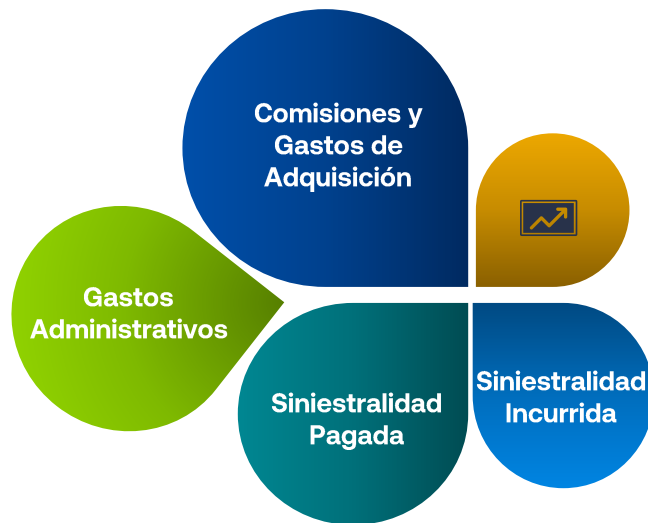 Comisiones y
Gastos de
Adquisición
Gastos
Administrativos
Siniestralidad
Pagada
Siniestralidad
Incurrida